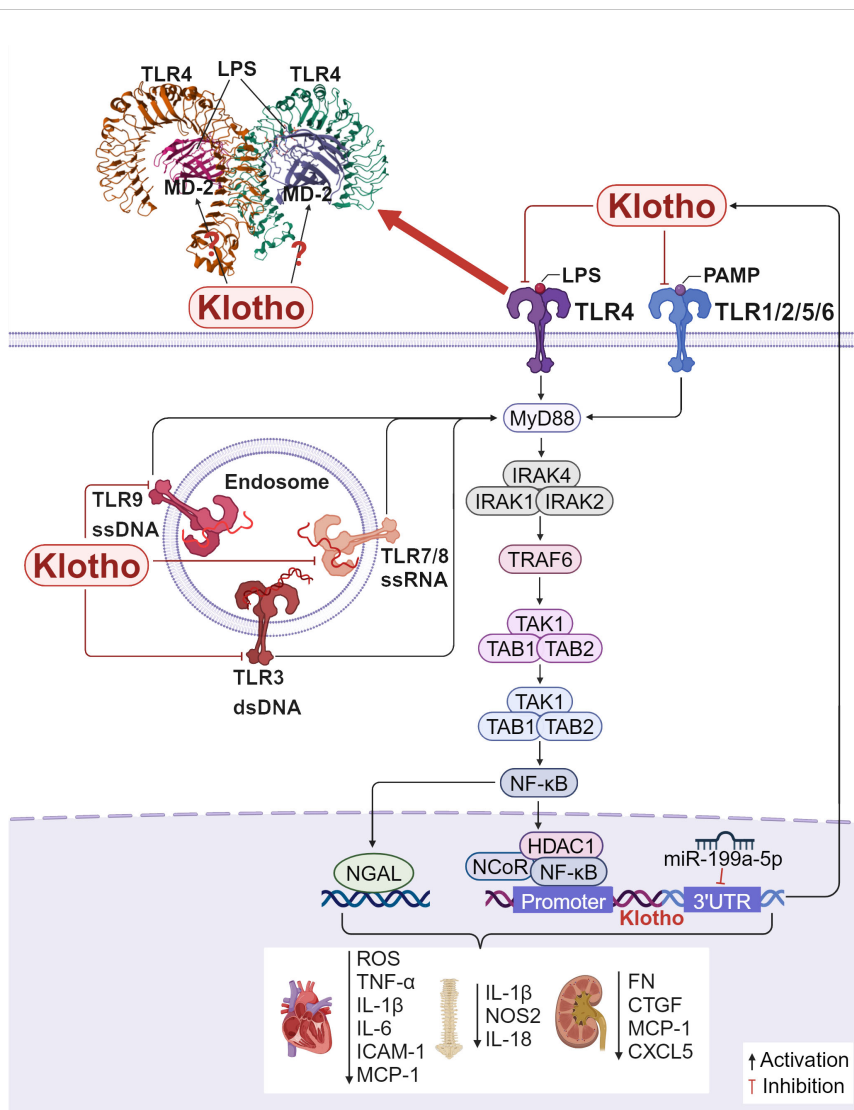 TLR4
LPS
TLR4
MD-2
MD-2
?
?
Klotho
Klotho
LPS
TLR4
PAMP
TLR1/2/5/6
MyD88
IRAK4
IRAK1
IRAK2
TRAF6
TAK1
TAB1
TAB2
TAK1
TAB1
TAB2
NF-κB
Endosome
TLR9
ssDNA
Klotho
TLR7/8
ssRNA
TLR3
dsDNA
NGAL
HDAC1
NCoR
NF-κB
Promoter
Klotho
miR-199a-5p
3'UTR
ROS
TNF-α
IL-1β
IL-6
ICAM-1
MCP-1
IL-1β
NOS2
IL-18
FN
CTGF
MCP-1
CXCL5
Activation
Inhibition